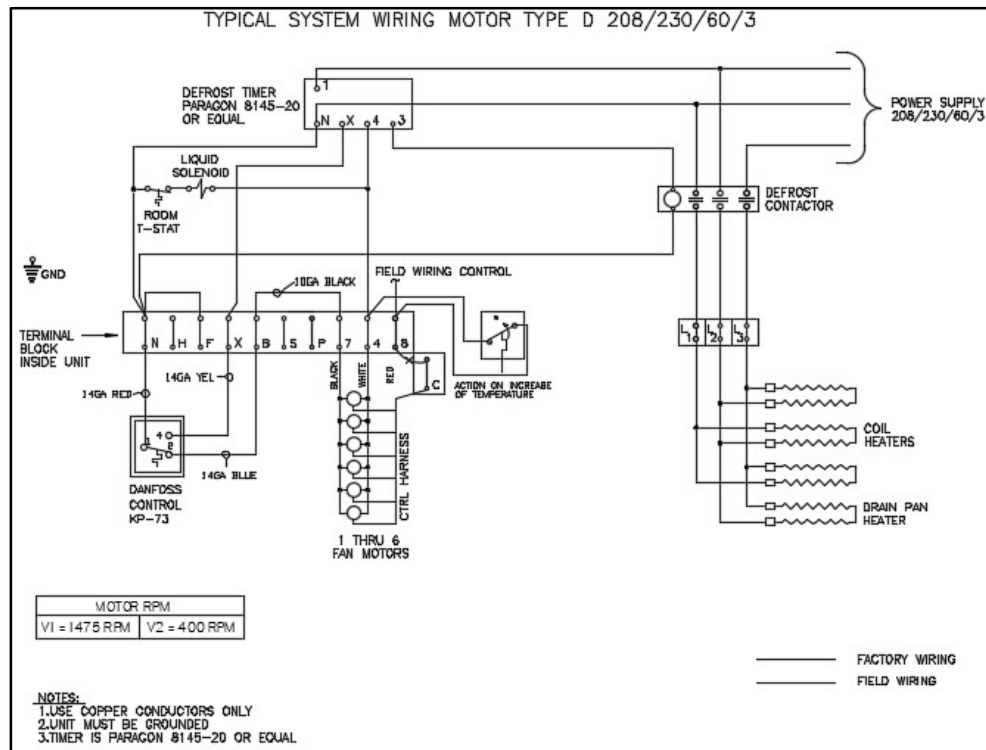 TYPICAL SYSTEM WIRING MOTOR TYPE D 208/230/60/3
DEFROST TIMER
PARAGON 8145-20
OR EQUAL
1
N X 4 3
POWER SUPPLY
208/230/60/3
LIQUID
SOLENOID
ROOM
T-STAT
DEFROST
CONTACTOR
GND
10GA BLACK
FIELD WIRING CONTROL
TERMINAL
BLOCK
INSIDE UNIT
N H F X B S P 7 4 8
1 2 3
BLACK
WHITE
RED
C
ACTION ON INCREASE
OF TEMPERATURE
14GA YEL
14GA RED
1 4 2
14GA BLUE
DANFOSS
CONTROL
KP-73
CTRL HARNESS
1 THRU 6
FAN MOTORS
COIL
HEATERS
DRAIN PAN
HEATER
MOTOR RPM
V1 = 1475 RPM V2 = 400 RPM
FACTORY WIRING
FIELD WIRING
NOTES:
1.USE COPPER CONDUCTORS ONLY
2.UNIT MUST BE GROUNDED
3.TIMER IS PARAGON 8145-20 OR EQUAL